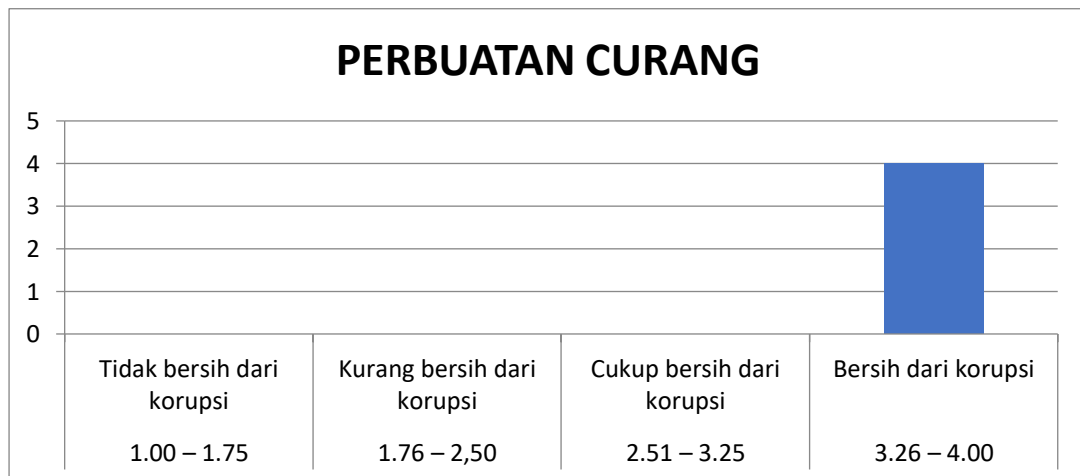 PERBUATAN CURANG
5
4
3
2
1
0
Tidak bersih dari
korupsi
Kurang bersih dari
korupsi
Cukup bersih dari
korupsi
Bersih dari korupsi
1.00 – 1.75
1.76 – 2,50
2.51 – 3.25
3.26 – 4.00